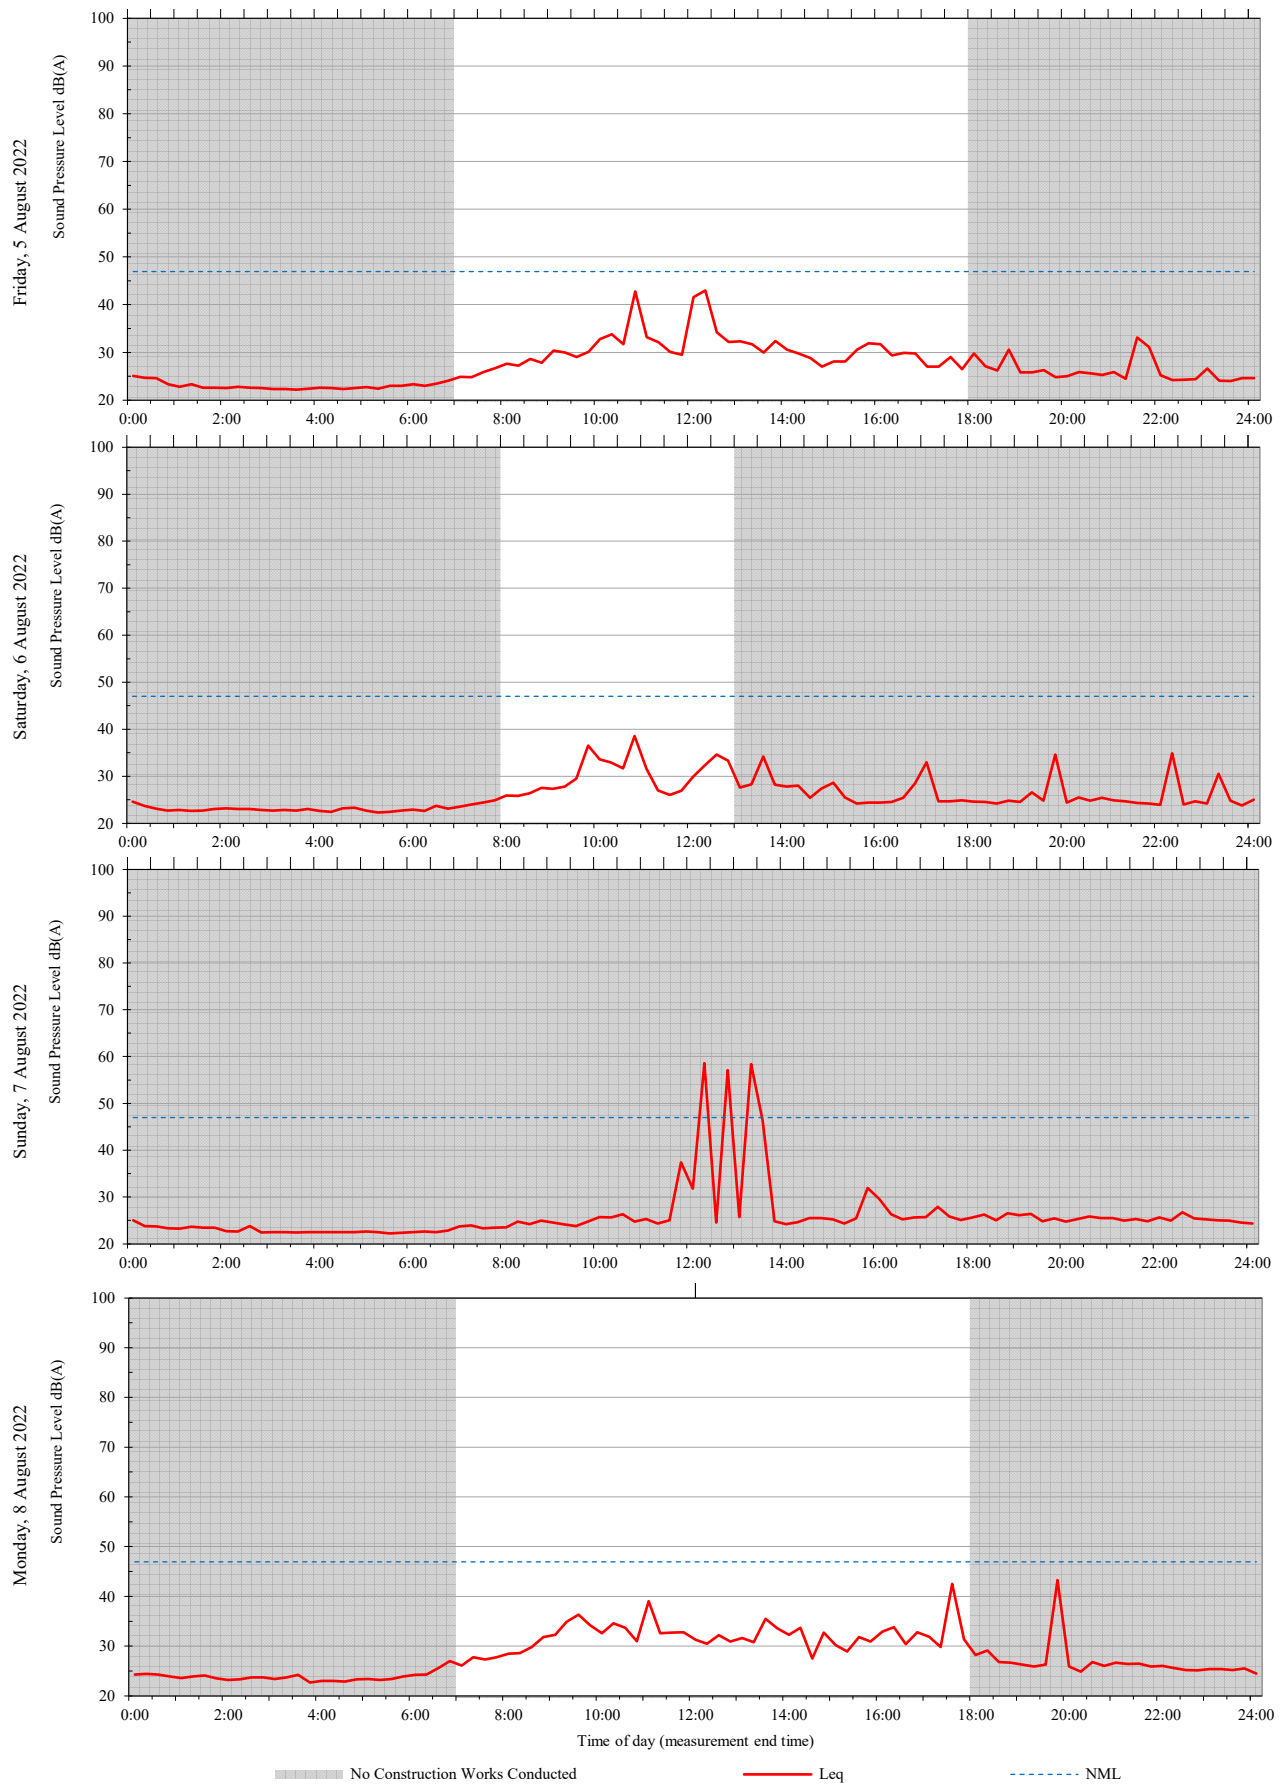 Friday, 5 August 2022
Sound Pressure Level dB(A)
100
90
80
70
60
50
40
30
20
0:00 2:00 4:00 6:00 8:00 10:00 12:00 14:00 16:00 18:00 20:00 22:00 24:00
Saturday, 6 August 2022
Sound Pressure Level dB(A)
100
90
80
70
60
50
40
30
20
0:00 2:00 4:00 6:00 8:00 10:00 12:00 14:00 16:00 18:00 20:00 22:00 24:00
Sunday, 7 August 2022
Sound Pressure Level dB(A)
100
90
80
70
60
50
40
30
20
0:00 2:00 4:00 6:00 8:00 10:00 12:00 14:00 16:00 18:00 20:00 22:00 24:00
Monday, 8 August 2022
Sound Pressure Level dB(A)
100
90
80
70
60
50
40
30
20
0:00 2:00 4:00 6:00 8:00 10:00 12:00 14:00 16:00 18:00 20:00 22:00 24:00
Time of day (measurement end time)
No Construction Works Conducted Leq NML